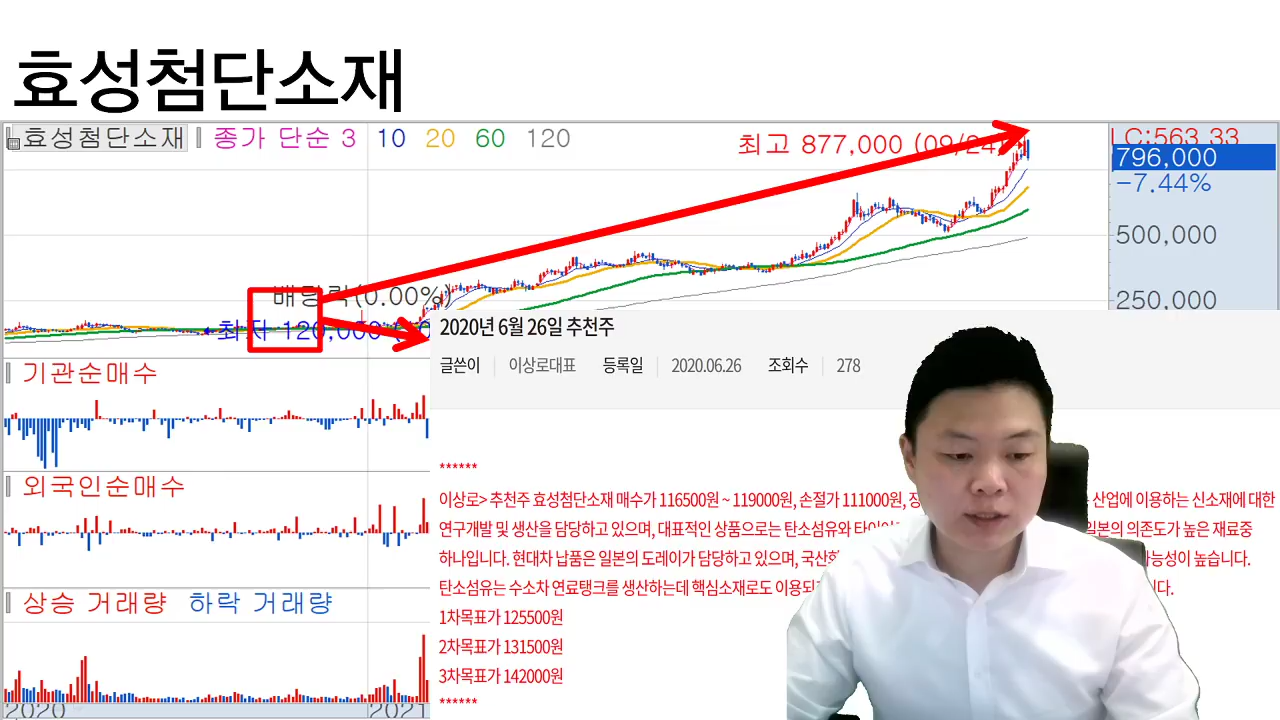 효성첨단소재
효성첨단소재 종가 단순 3 10 20 60 120
최고 877,000 (09/24)
LC:563.33
796,000
-7.44%
500,000
250,000
배당락(0.00%)
최저 120,000
기관순매수
외국인순매수
상승 거래량 하락 거래량
2020
2021
2020년 6월 26일 추천주
글쓴이 이상로대표 등록일 2020.06.26 조회수 278
******
이상로> 추천주 효성첨단소재 매수가 116500원 ~ 119000원, 손절가 111000원, 산업에 이용하는 신소재에 대한
연구개발 및 생산을 담당하고 있으며, 대표적인 상품으로는 탄소섬유와 일본의 의존도가 높은 재료중
하나입니다. 현대차 납품은 일본의 도레이가 담당하고 있으며, 높습니다.
탄소섬유는 수소차 연료탱크를 생산하는데 핵심소재로도
1차목표가 125500원
2차목표가 131500원
3차목표가 142000원
******